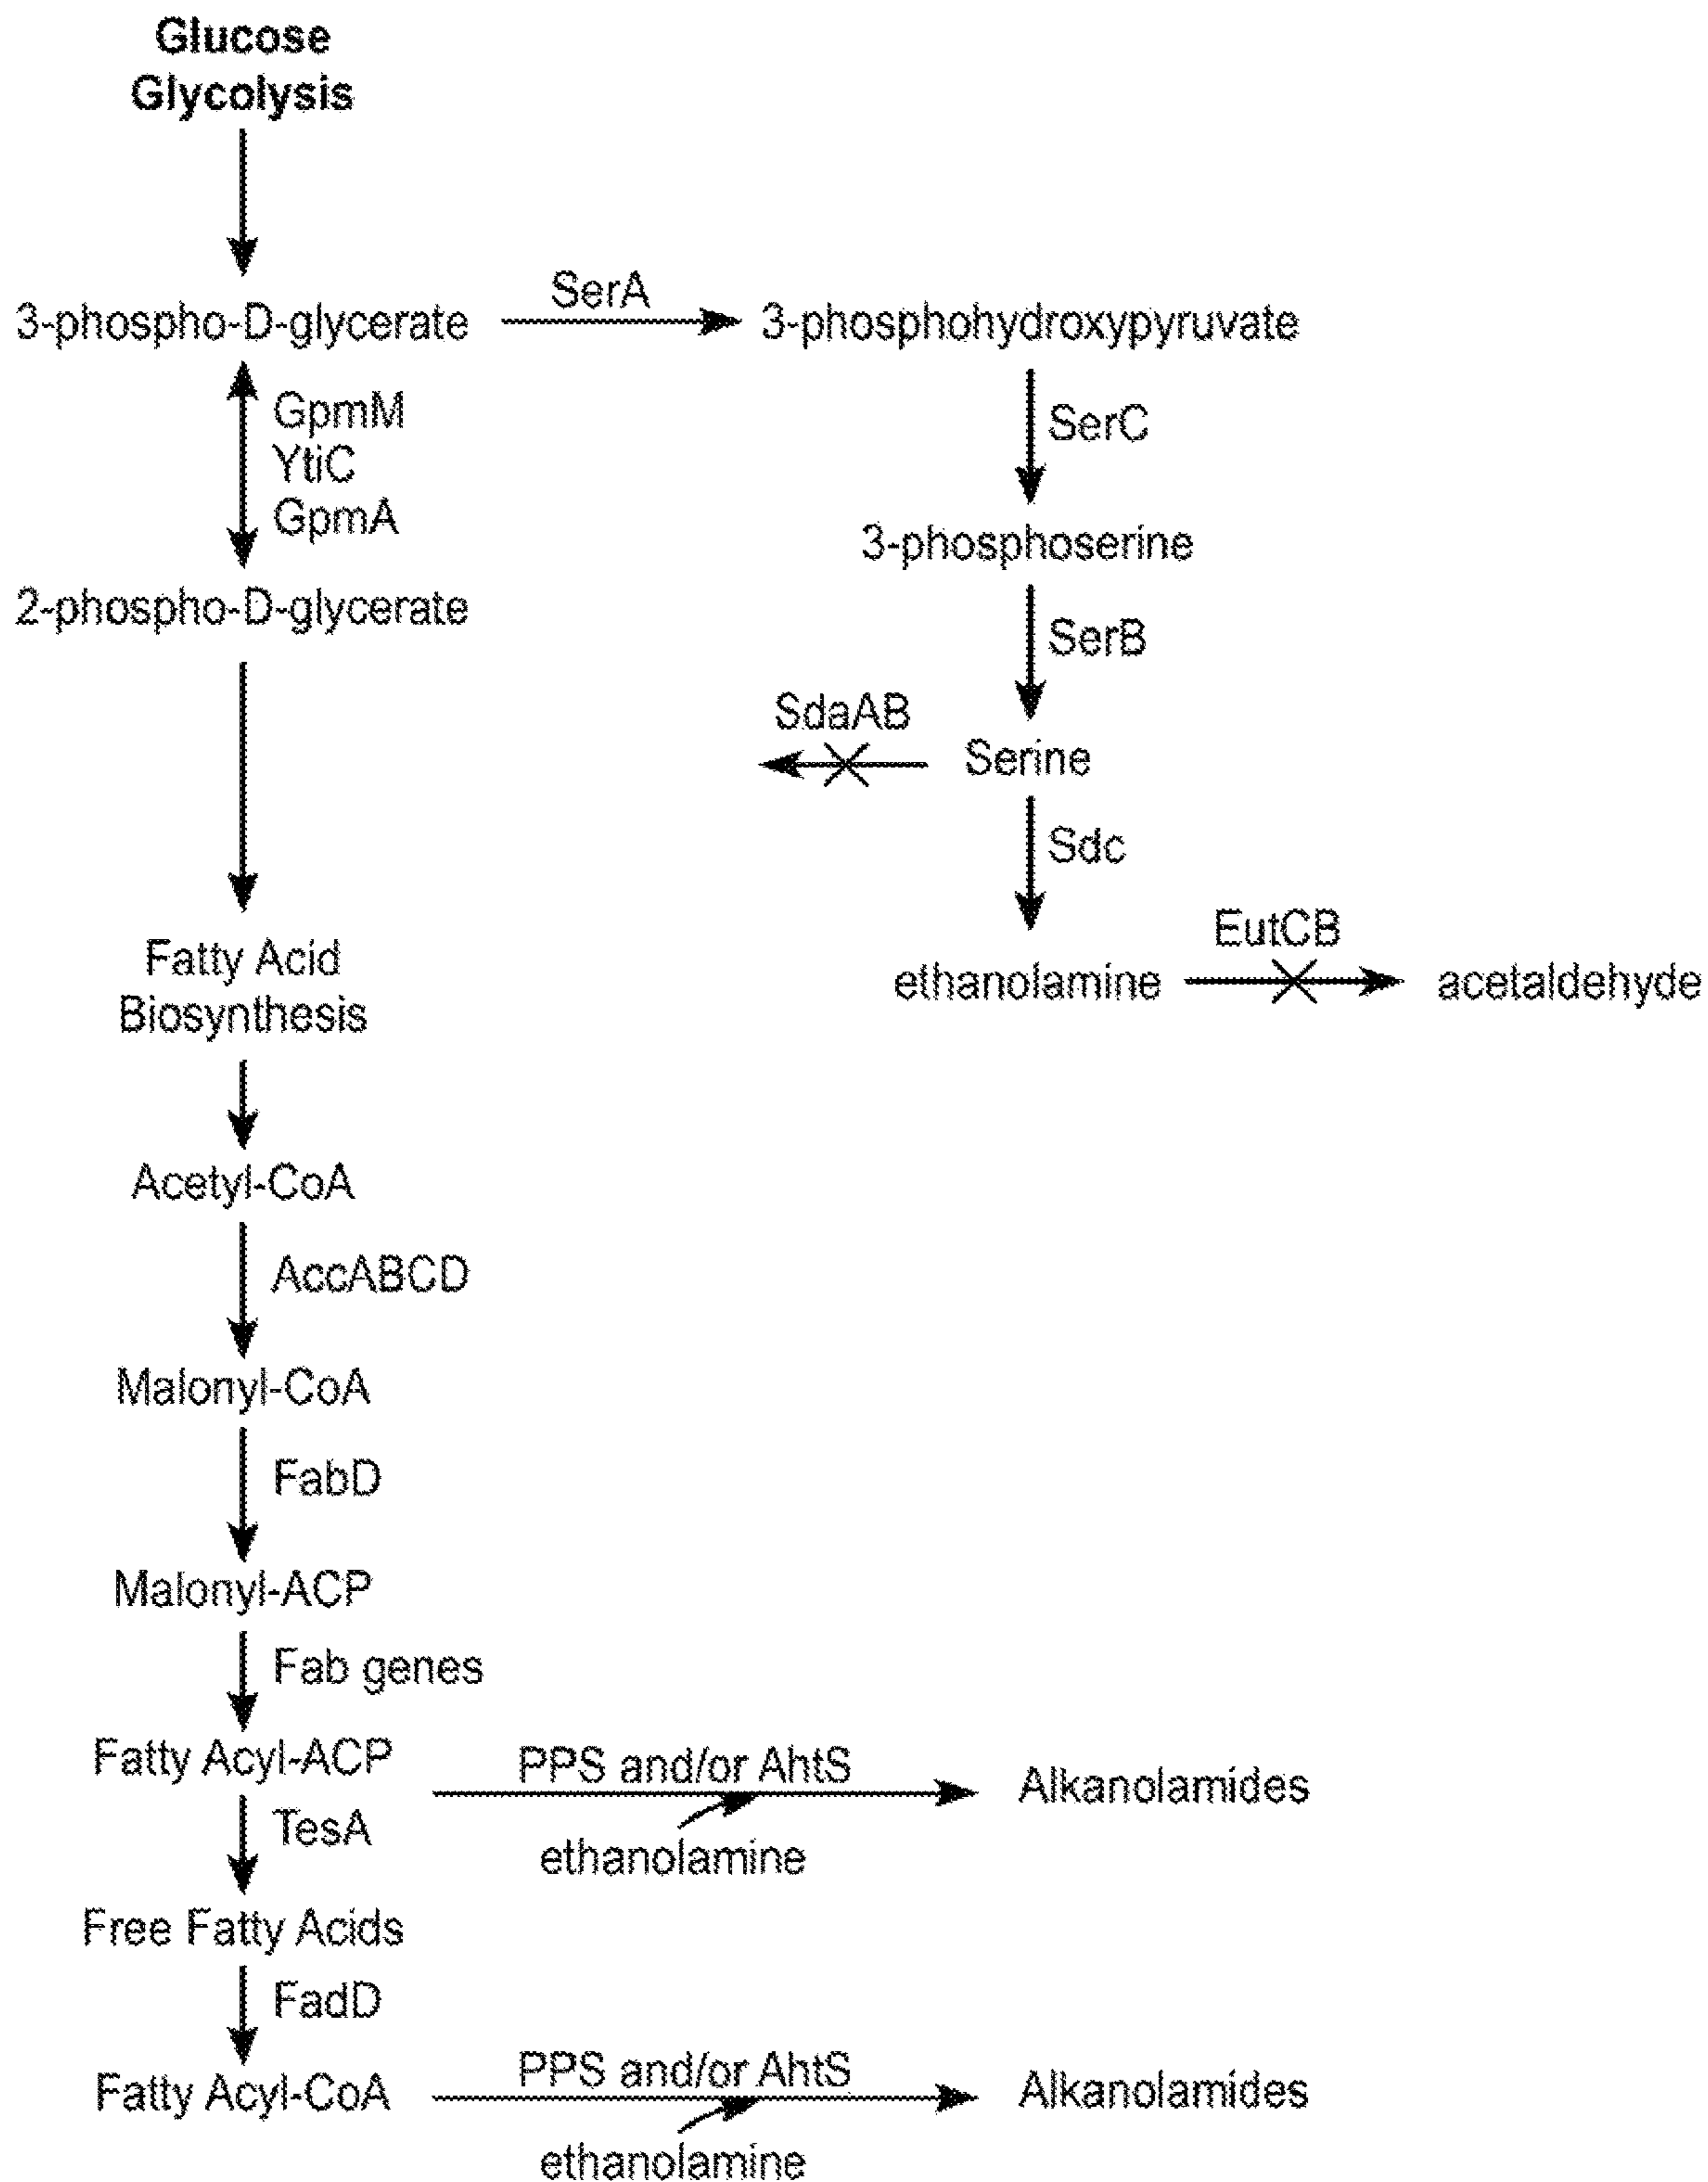 Glucose
Glycolysis
3-phospho-D-glycerate
SerA
3-phosphohydroxypyruvate
GpmM
YtiC
GpmA
SerC
3-phosphoserine
2-phospho-D-glycerate
SerB
SdaAB
Serine
Sdc
EutCB
Fatty Acid
Biosynthesis
ethanolamine
acetaldehyde
Acetyl-CoA
AccABCD
Malonyl-CoA
FabD
Malonyl-ACP
Fab genes
Fatty Acyl-ACP
PPS and/or AhtS
Alkanolamides
TesA
ethanolamine
Free Fatty Acids
FadD
Fatty Acyl-CoA
PPS and/or AhtS
Alkanolamides
ethanolamine